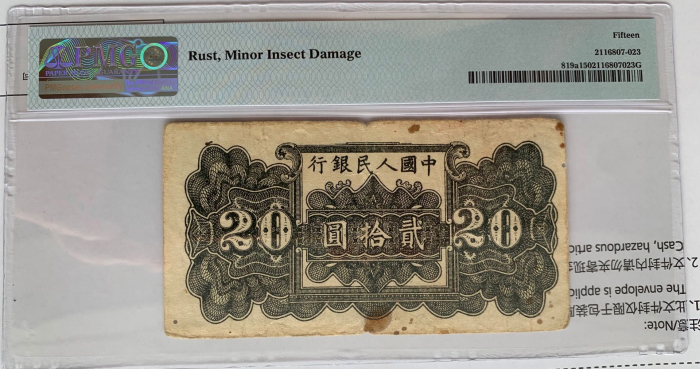 PMG
Rust, Minor Insect Damage
Fifteen
2116807-023
819a1502116807023G
行銀民人國中
20
圓拾貳
20
注意/Note:
1、此文件封仅限于包装
The envelope is applic
2、文件封内请勿夹寄现
Cash, hazardous artic